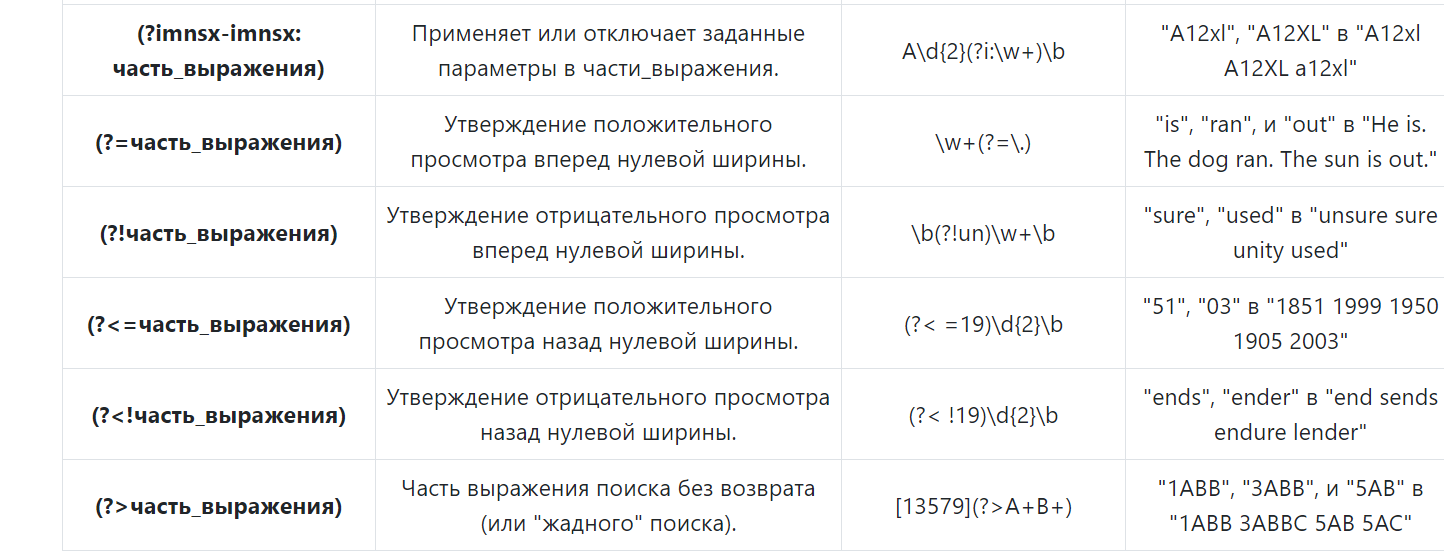 (?imnsx-imnsx:
часть_выражения)
Применяет или отключает заданные
параметры в части_выражения.
A\d{2}(?i:\w+)\b
"A12xl", "A12XL" в "A12xl
A12XL a12xl"
(?=часть_выражения)
Утверждение положительного
просмотра вперед нулевой ширины.
\w+(?=\.)
"is", "ran", и "out" в "He is.
The dog ran. The sun is out."
(?!часть_выражения)
Утверждение отрицательного просмотра
вперед нулевой ширины.
\b(?!un)\w+\b
"sure", "used" в "unsure sure
unity used"
(?<=часть_выражения)
Утверждение положительного
просмотра назад нулевой ширины.
(?< =19)\d{2}\b
"51", "03" в "1851 1999 1950
1905 2003"
(?<!часть_выражения)
Утверждение отрицательного просмотра
назад нулевой ширины.
(?< !19)\d{2}\b
"ends", "ender" в "end sends
endure lender"
(?>часть_выражения)
Часть выражения поиска без возврата
(или "жадного" поиска).
[13579](?>A+B+)
"1ABB", "3ABB", и "5AB" в
"1ABB 3ABBC 5AB 5AC"